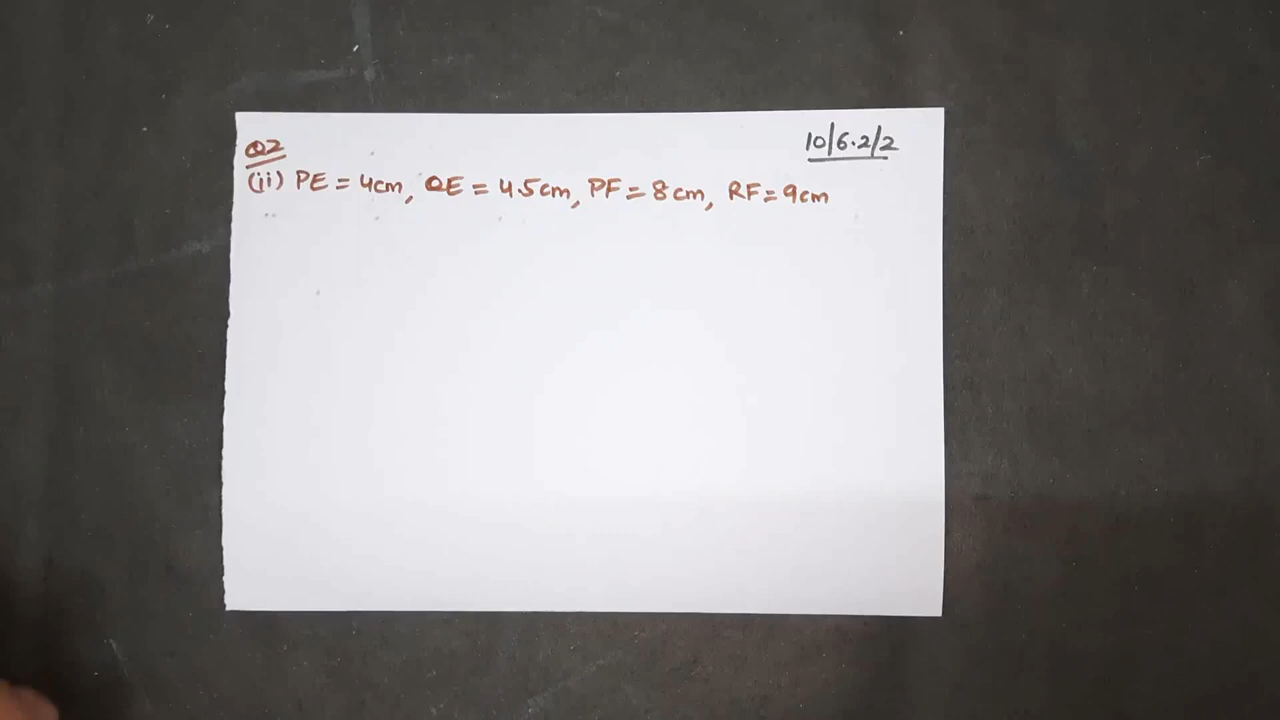 Q2
10/6.2/2
(ii) PE = 4cm, QE = 4.5cm, PF = 8cm, RF = 9cm